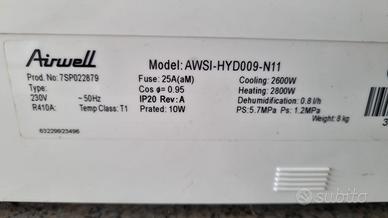 Airwell
Model: AWSI-HYD009-N11
Prod. No: 7SP022879
Fuse: 25A(aM)
Cooling: 2600W
Type:
Cos φ= 0.95
Heating: 2800W
230V ~50Hz
IP20 Rev: A
Dehumidification: 0.8 l/h
R410A: Temp Class: T1
Prated: 10W
PS:5.7MPa Ps:1.2MPa
Weight: 8 kg
63229923496
subito